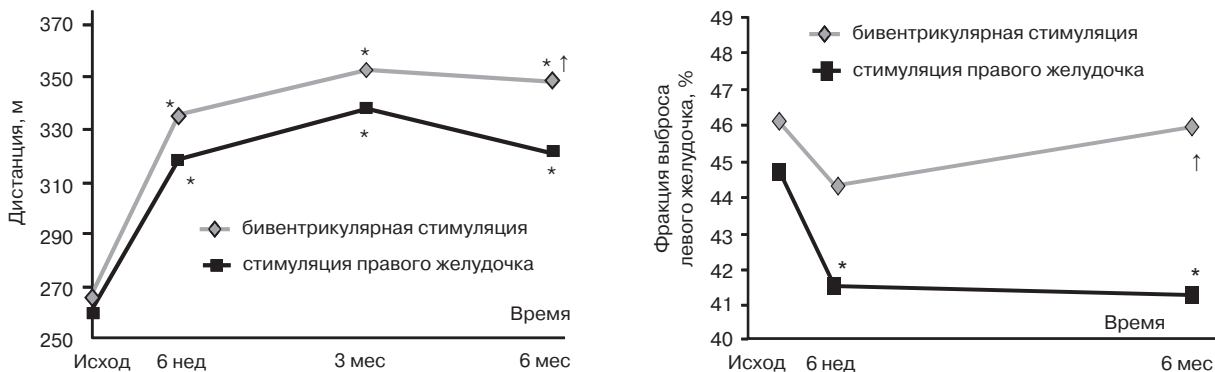 Дистанция, м
370
350
330
310
290
270
250
* * * ↑
* * *
бивентрикулярная стимуляция
стимуляция правого желудочка
Время
Исход 6 нед 3 мес 6 мес
Фракция выброса
левого желудочка, %
49
48
47
46
45
44
43
42
41
40
бивентрикулярная стимуляция
стимуляция правого желудочка
↑
* *
Время
Исход 6 нед 6 мес